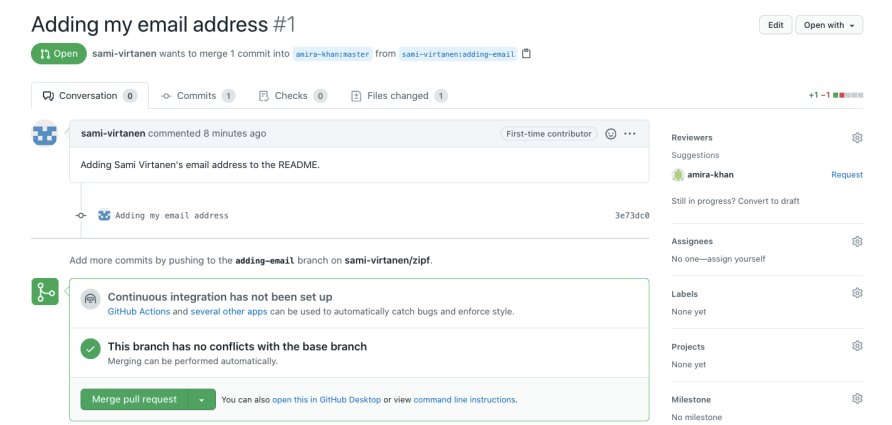 Adding my email address #1
Edit
Open with
Open
sami-virtanen wants to merge 1 commit into amira-khan:master from sami-virtanen:adding-email
Conversation 0
Commits 1
Checks 0
Files changed 1
+1 −1
sami-virtanen commented 8 minutes ago
First-time contributor
Adding Sami Virtanen's email address to the README.
Adding my email address
3e73dc0
Add more commits by pushing to the adding-email branch on sami-virtanen/zipf.
Continuous integration has not been set up
GitHub Actions and several other apps can be used to automatically catch bugs and enforce style.
This branch has no conflicts with the base branch
Merging can be performed automatically.
Merge pull request
You can also open this in GitHub Desktop or view command line instructions.
Reviewers
Suggestions
amira-khan
Request
Still in progress? Convert to draft
Assignees
No one—assign yourself
Labels
None yet
Projects
None yet
Milestone
No milestone